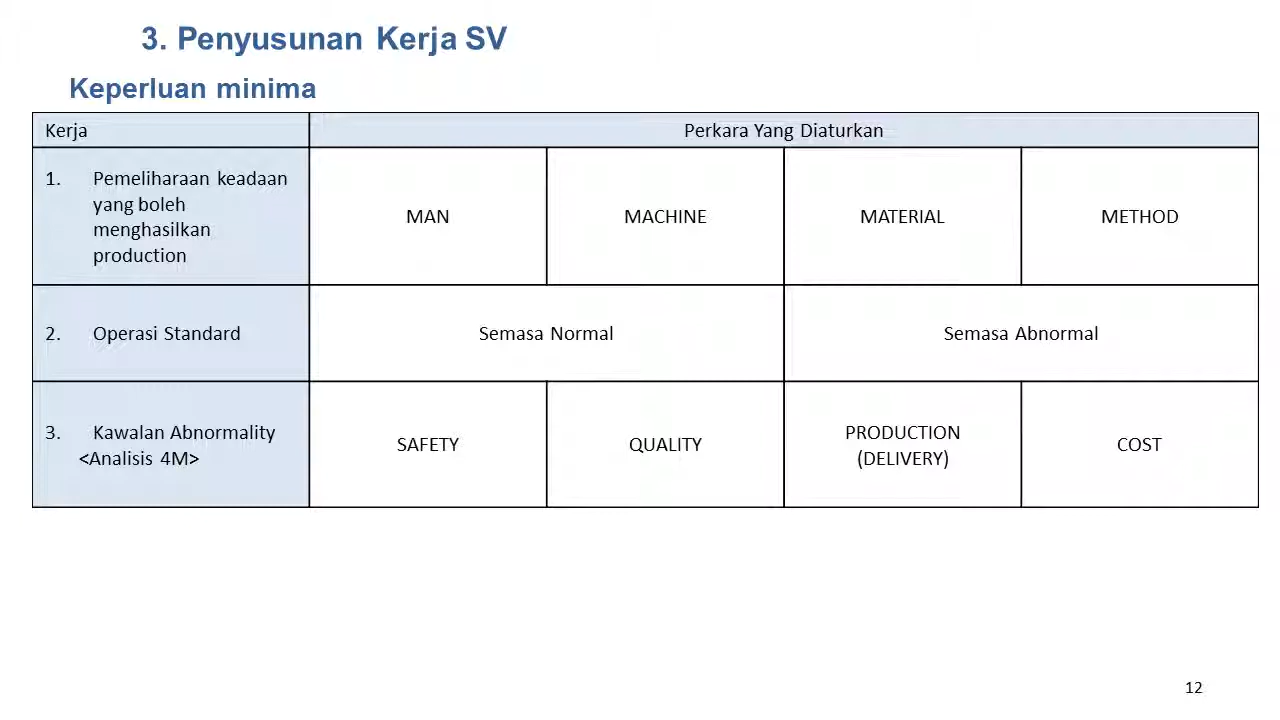 3. Penyusunan Kerja SV
Keperluan minima
Kerja
Perkara Yang Diaturkan
1. Pemeliharaan keadaan
yang boleh
menghasilkan
production
MAN
MACHINE
MATERIAL
METHOD
2. Operasi Standard
Semasa Normal
Semasa Abnormal
3. Kawalan Abnormality
<Analisis 4M>
SAFETY
QUALITY
PRODUCTION
(DELIVERY)
COST
12